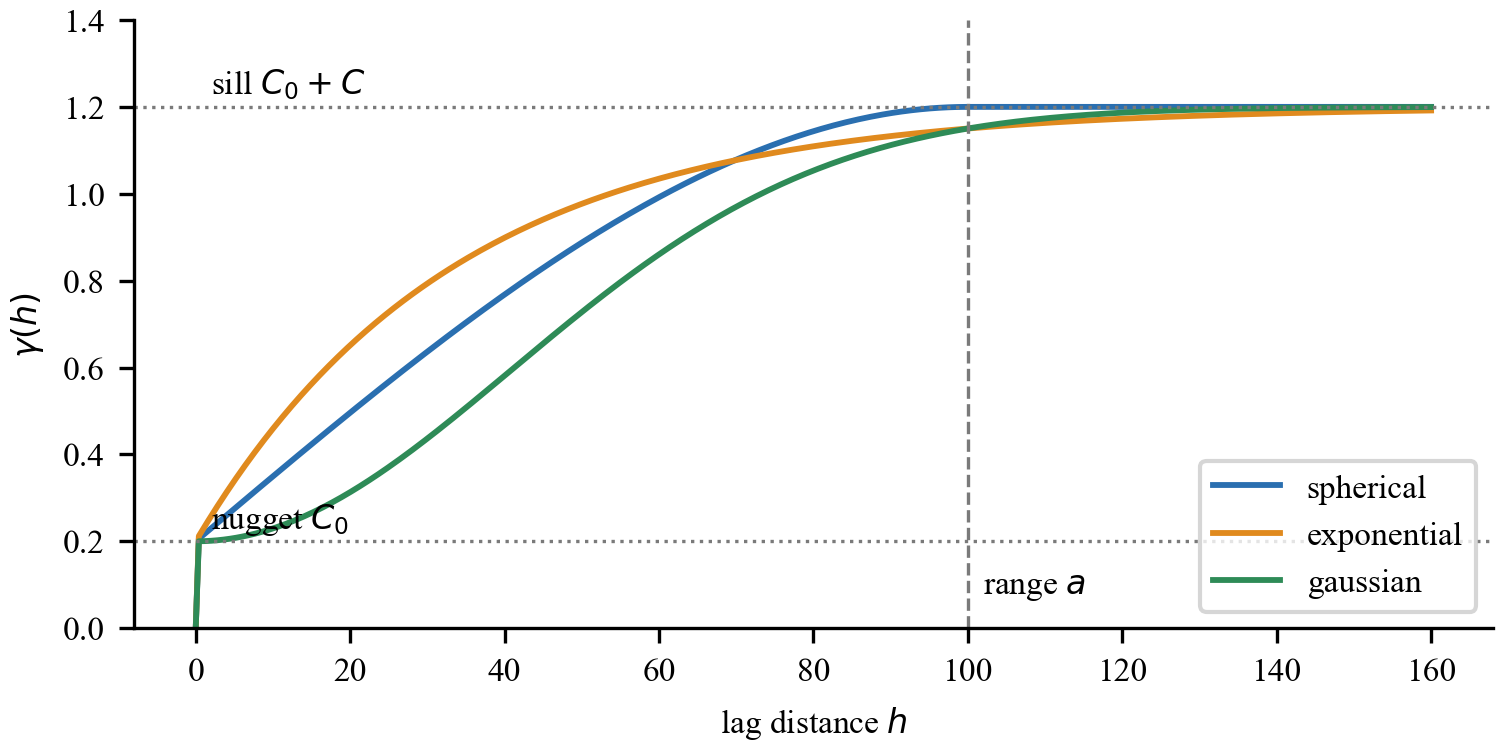 1.4
sill C₀ + C
1.2
1.0
0.8
γ(h)
0.6
0.4
nugget C₀
0.2
0.0
range a
spherical
exponential
gaussian
0 20 40 60 80 100 120 140 160
lag distance h